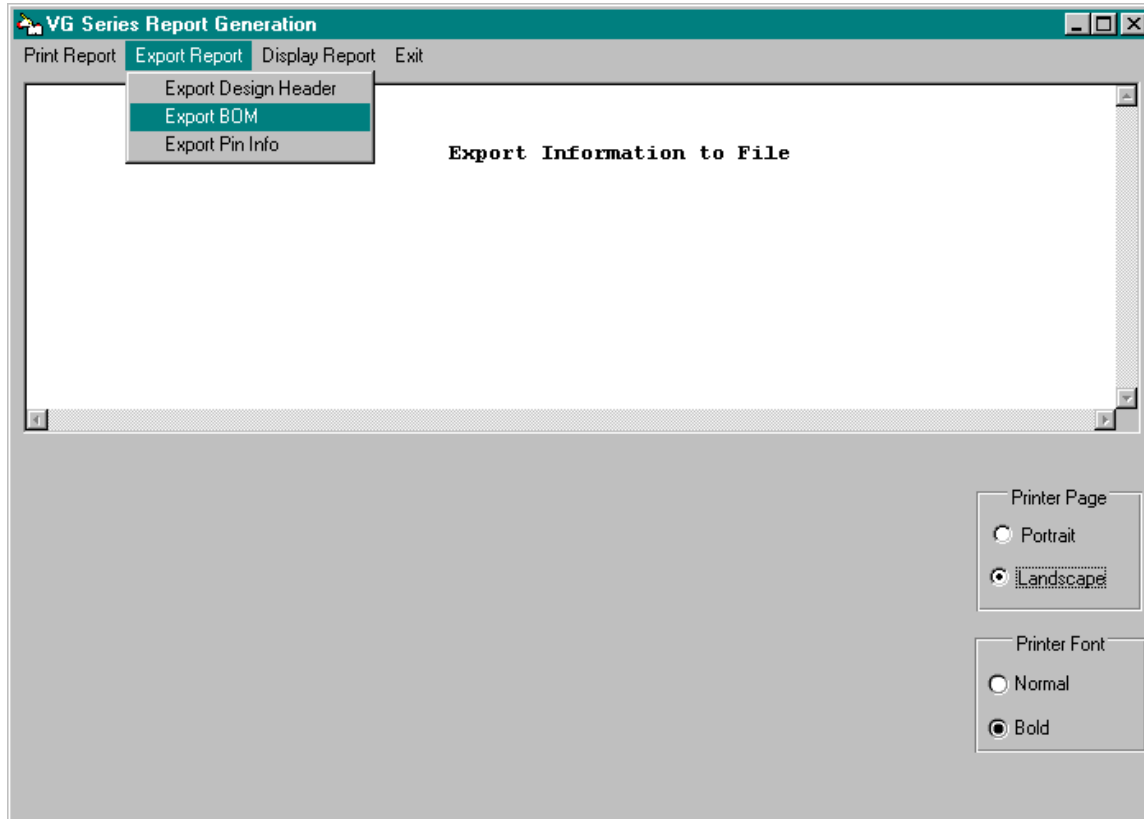 VG Series Report Generation
Print Report Export Report Display Report Exit
Export Design Header
Export BOM
Export Pin Info
Export Information to File
Printer Page
Portrait
Landscape
Printer Font
Normal
Bold